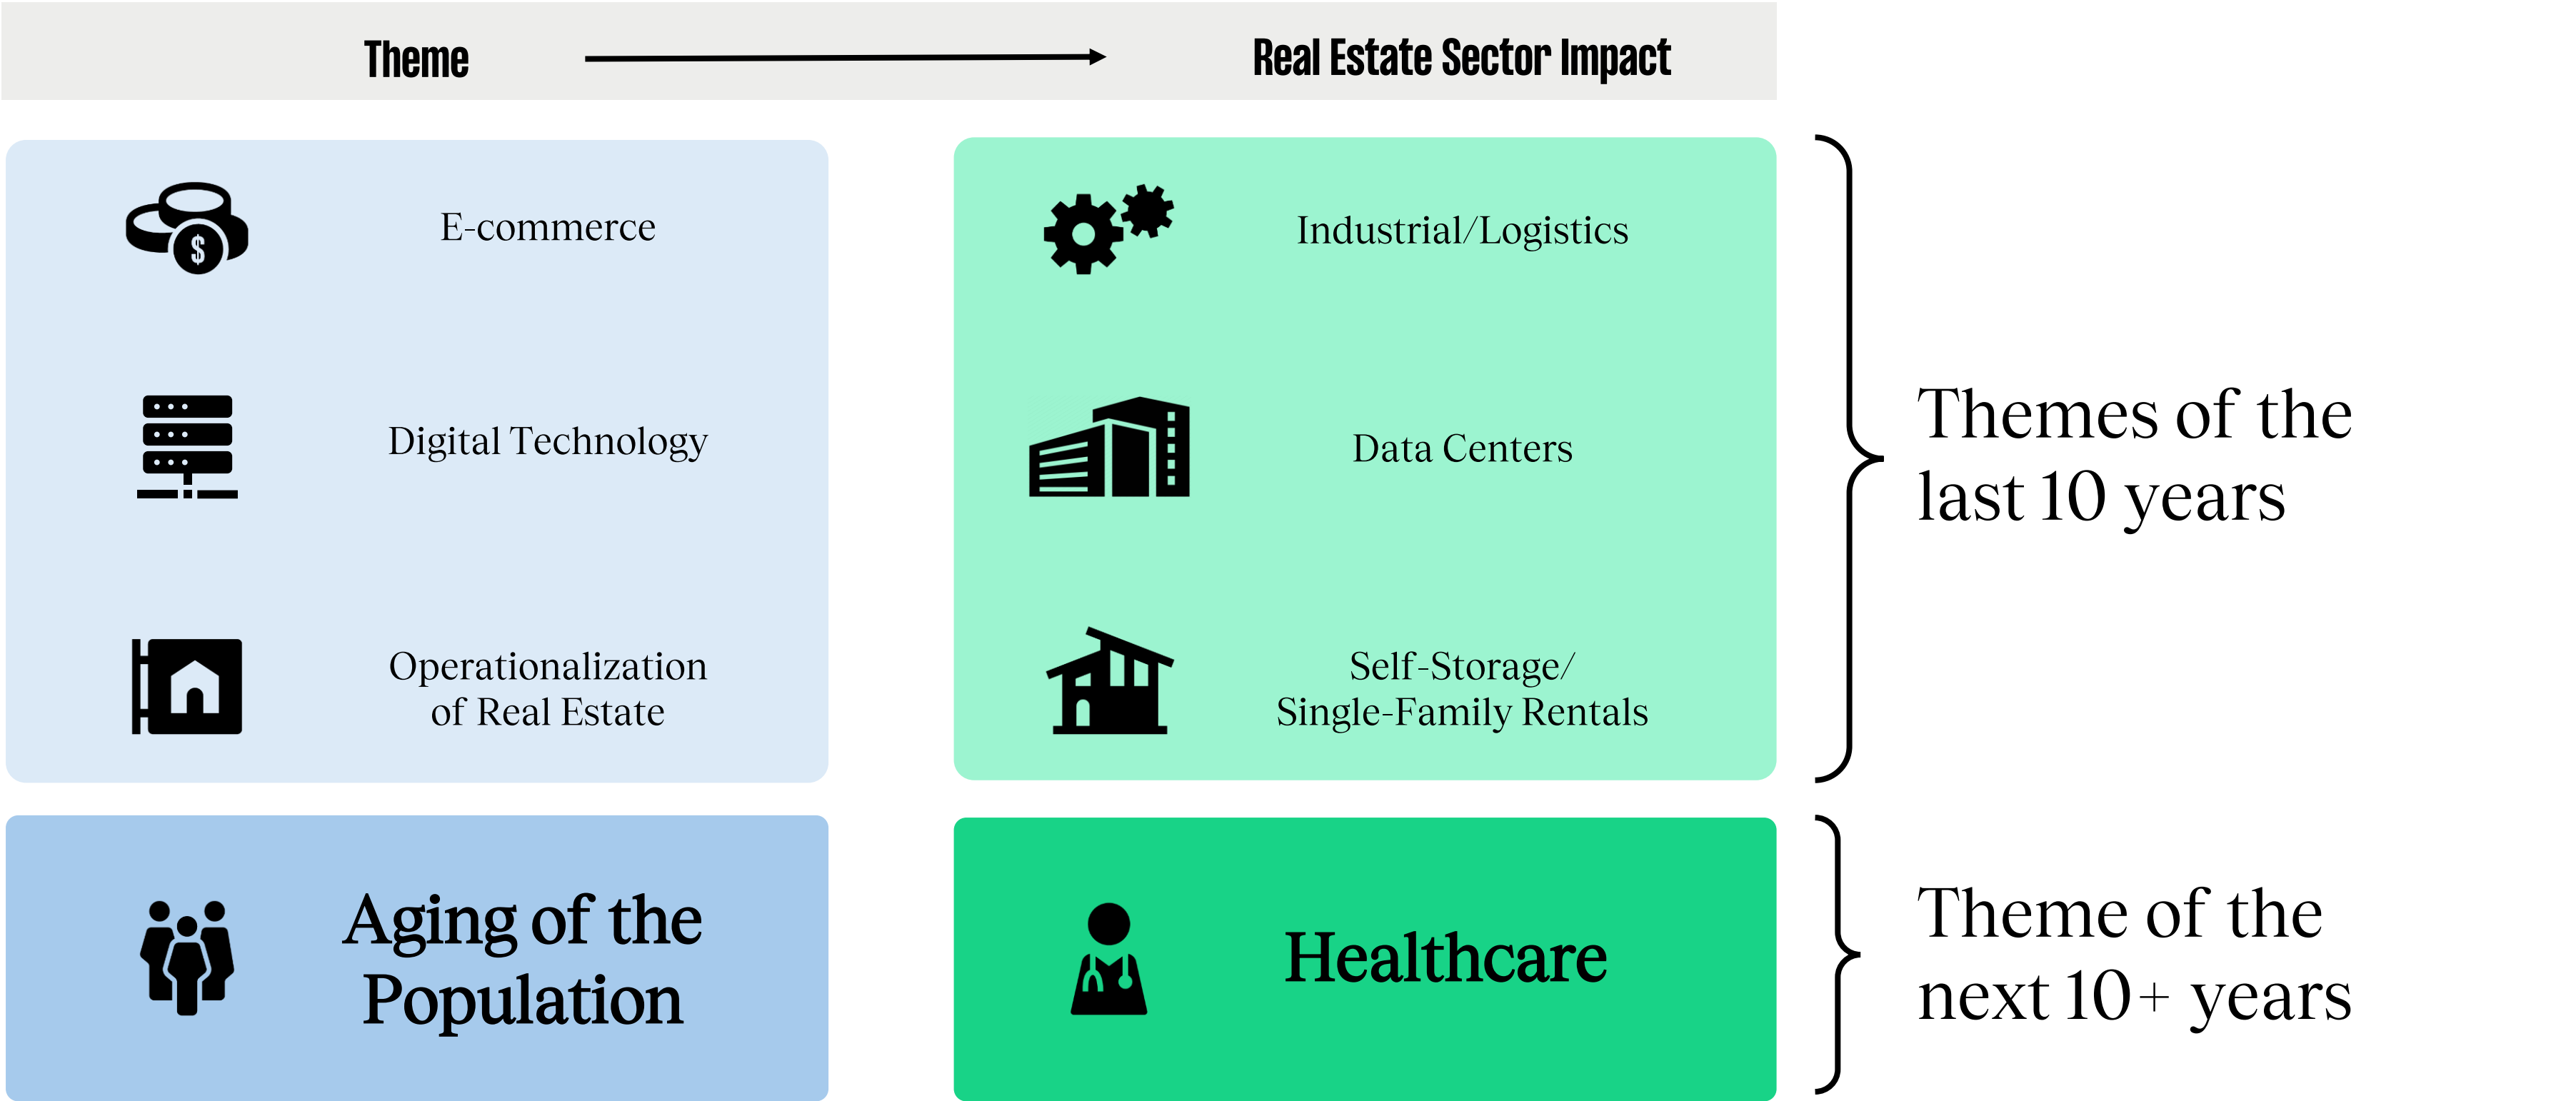 Theme
Real Estate Sector Impact
E-commerce
Industrial/Logistics
$
Digital Technology
Data Centers
Operationalization
of Real Estate
Self-Storage/
Single-Family Rentals
Themes of the
last 10 years
Aging of the
Population
Healthcare
Theme of the
next 10+ years